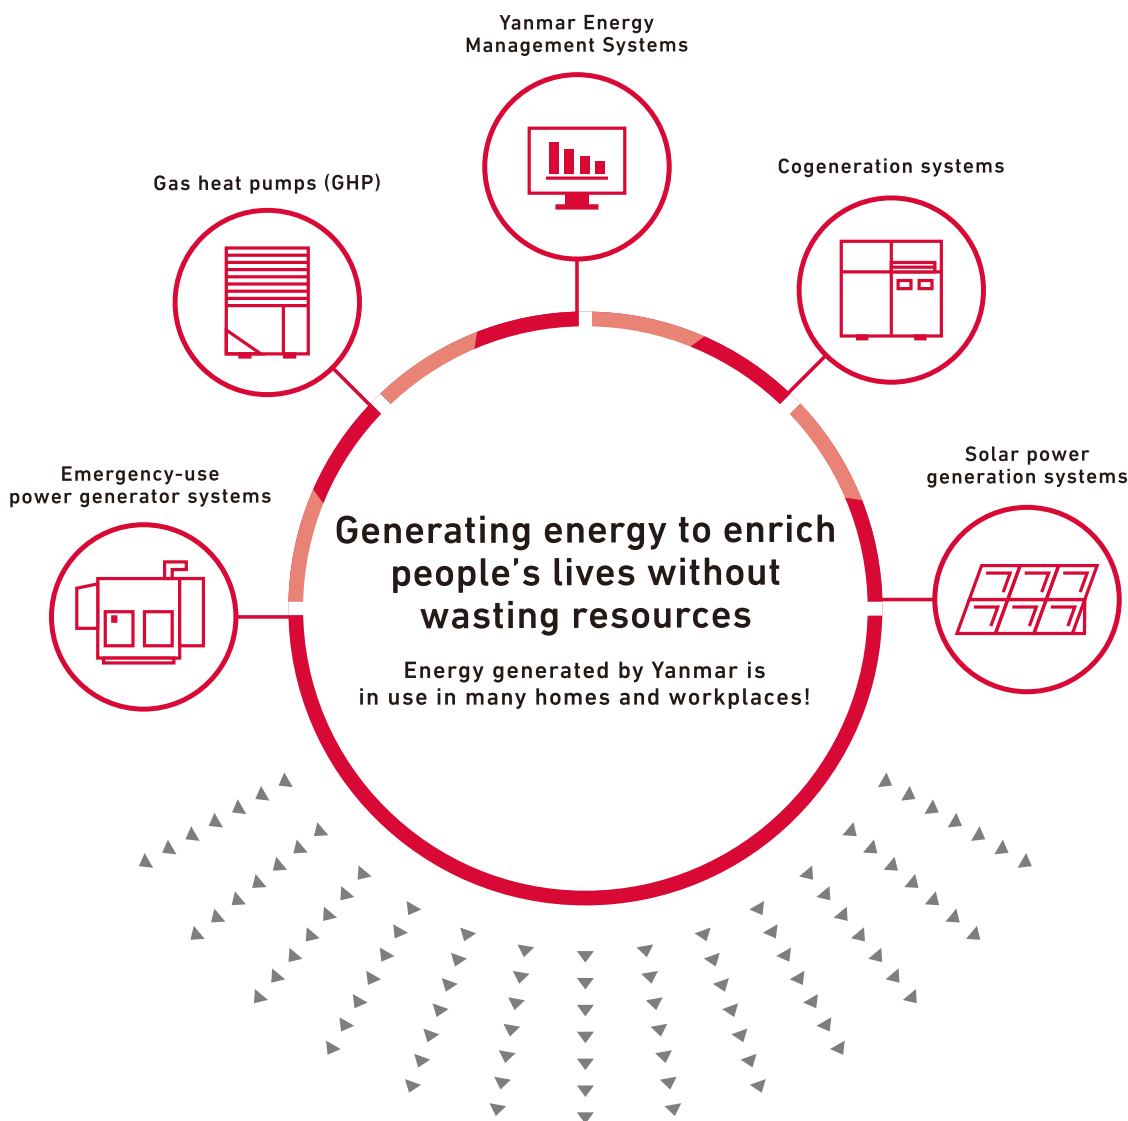 Yanmar Energy
Management Systems
Gas heat pumps (GHP)
Cogeneration systems
Emergency-use
power generator systems
Solar power
generation systems
Generating energy to enrich
people’s lives without
wasting resources
Energy generated by Yanmar is
in use in many homes and workplaces!